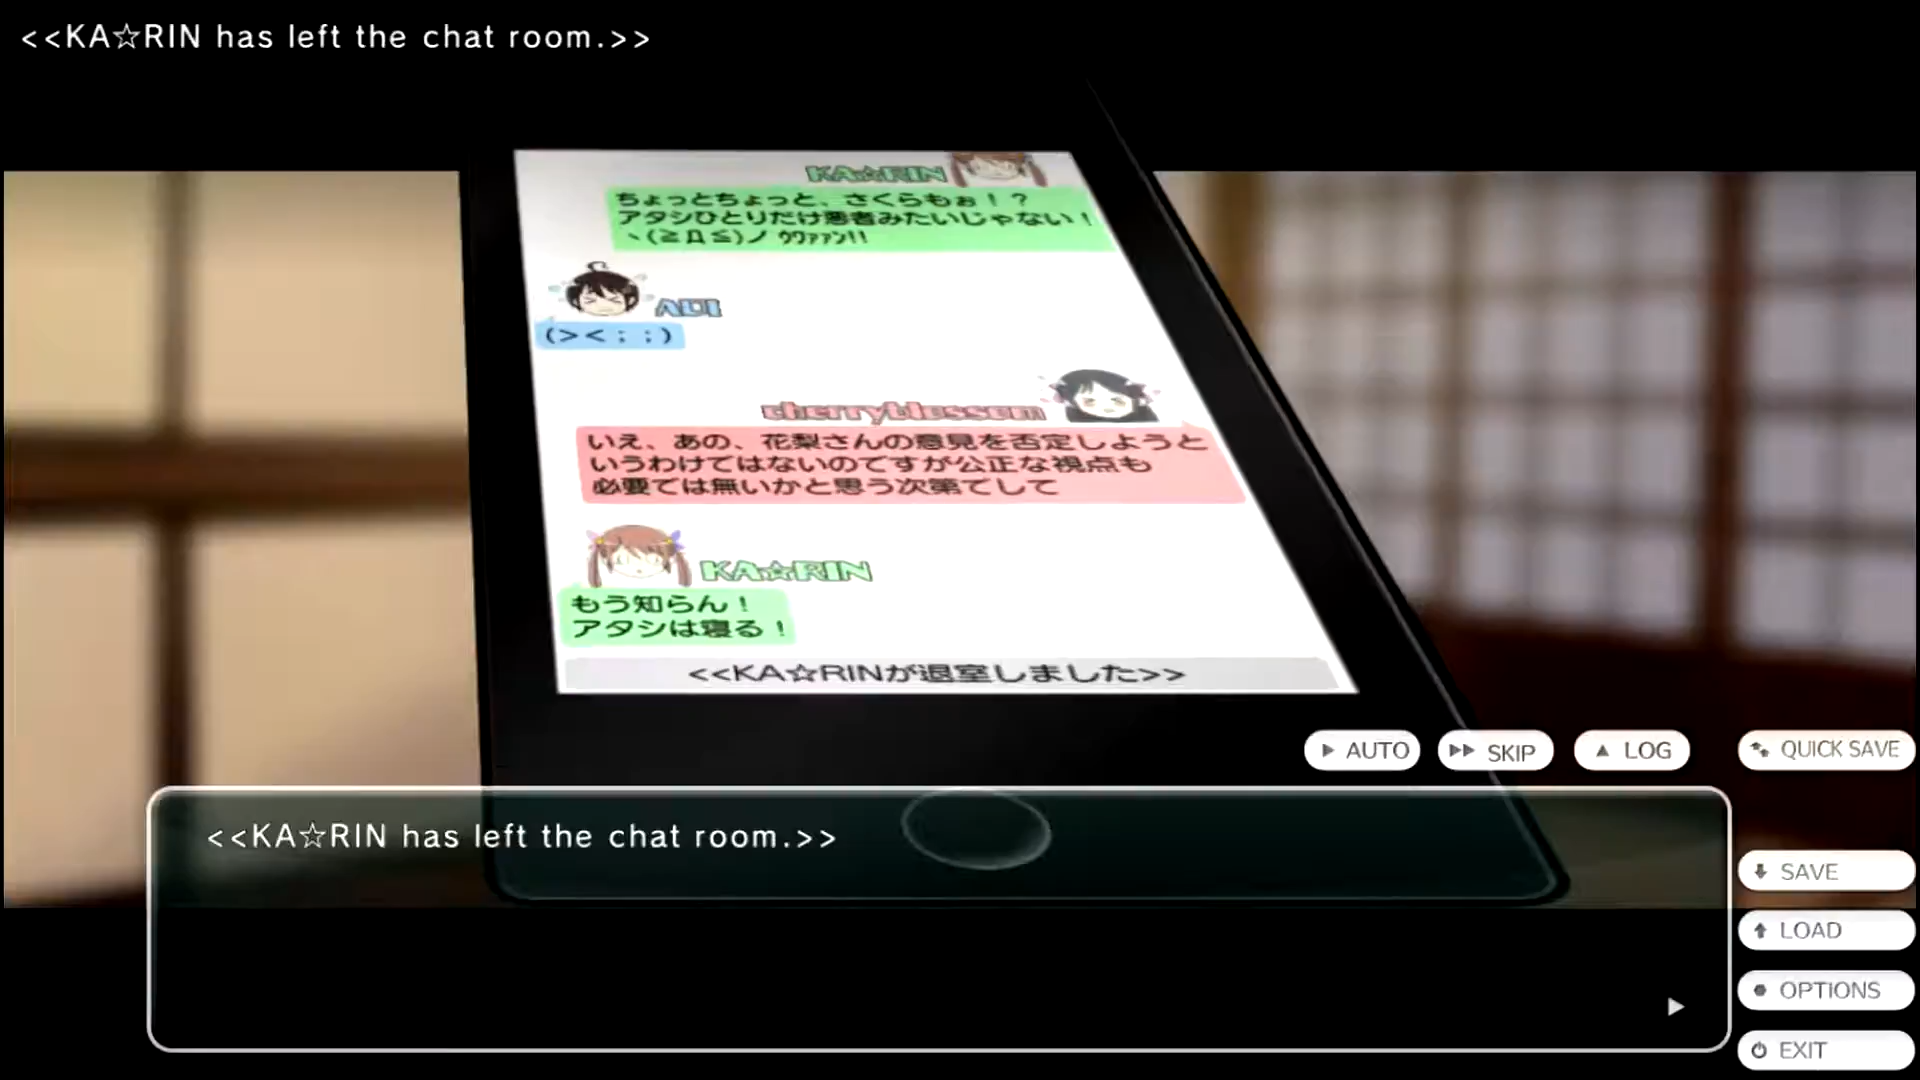 <<KA☆RIN has left the chat room.>>
KA☆RIN
ちょっとちょっと、さくらもぉ！？
アタシひとりだけ悪者みたいじゃない！
ヽ(≧Д≦)ノ ｳﾜｧｧﾝ!!
AOI
(><；；)
cherryblossom
いえ、あの、花梨さんの意見を否定しようと
いうわけではないのですが公正な視点も
必要では無いかと思う次第でして
KA☆RIN
もう知らん！
アタシは寝る！
<<KA☆RINが退室しました>>
AUTO
SKIP
LOG
QUICK SAVE
<<KA☆RIN has left the chat room.>>
SAVE
LOAD
OPTIONS
EXIT